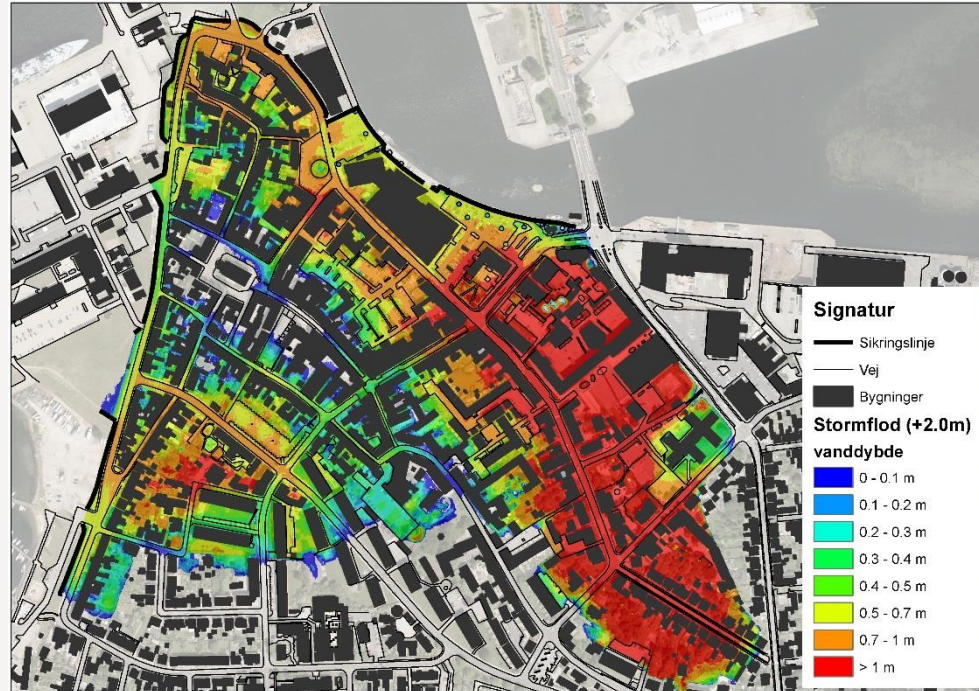 Signatur
Sikringslinje
Vej
Bygninger
Stormflod (+2.0m)
vanddybde
0 - 0.1 m
0.1 - 0.2 m
0.2 - 0.3 m
0.3 - 0.4 m
0.4 - 0.5 m
0.5 - 0.7 m
0.7 - 1 m
> 1 m